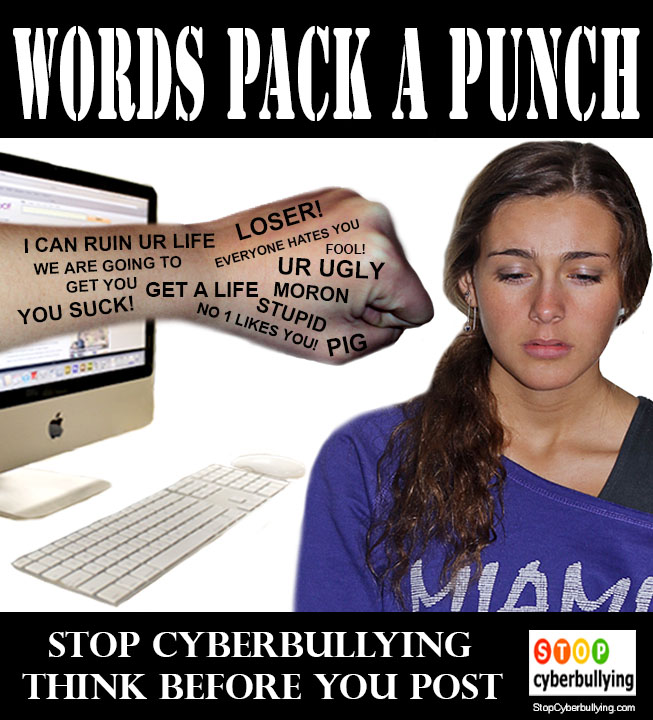 WORDS PACK A PUNCH
LOSER!
I CAN RUIN UR LIFE
EVERYONE HATES YOU
FOOL!
WE ARE GOING TO
GET YOU
UR UGLY
GET A LIFE
MORON
YOU SUCK!
STUPID
NO 1 LIKES YOU!
PIG
MIAMI
STOP CYBERBULLYING
THINK BEFORE YOU POST
STOP
cyberbullying
StopCyberbullying.com